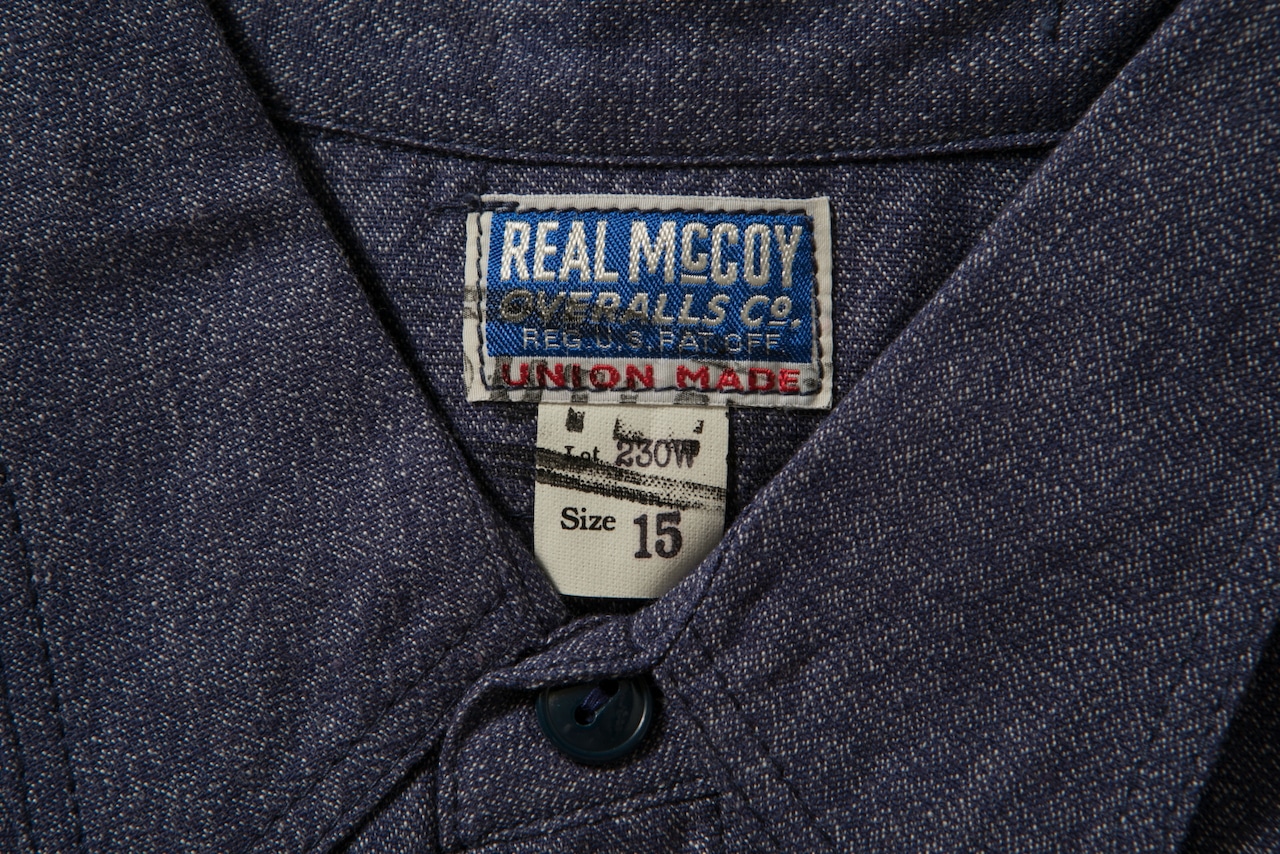 REAL McCOY
OVERALLS Co.
REG. U.S. PAT. OFF.
UNION MADE
Lot 230W
Size 15